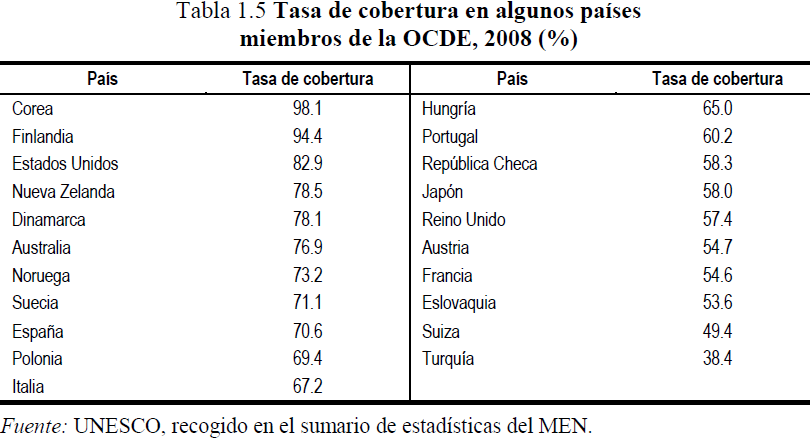 Tabla 1.5 Tasa de cobertura en algunos países
miembros de la OCDE, 2008 (%)
País Tasa de cobertura País Tasa de cobertura
Corea 98.1 Hungría 65.0
Finlandia 94.4 Portugal 60.2
Estados Unidos 82.9 República Checa 58.3
Nueva Zelanda 78.5 Japón 58.0
Dinamarca 78.1 Reino Unido 57.4
Australia 76.9 Austria 54.7
Noruega 73.2 Francia 54.6
Suecia 71.1 Eslovaquia 53.6
España 70.6 Suiza 49.4
Polonia 69.4 Turquía 38.4
Italia 67.2
Fuente: UNESCO, recogido en el sumario de estadísticas del MEN.